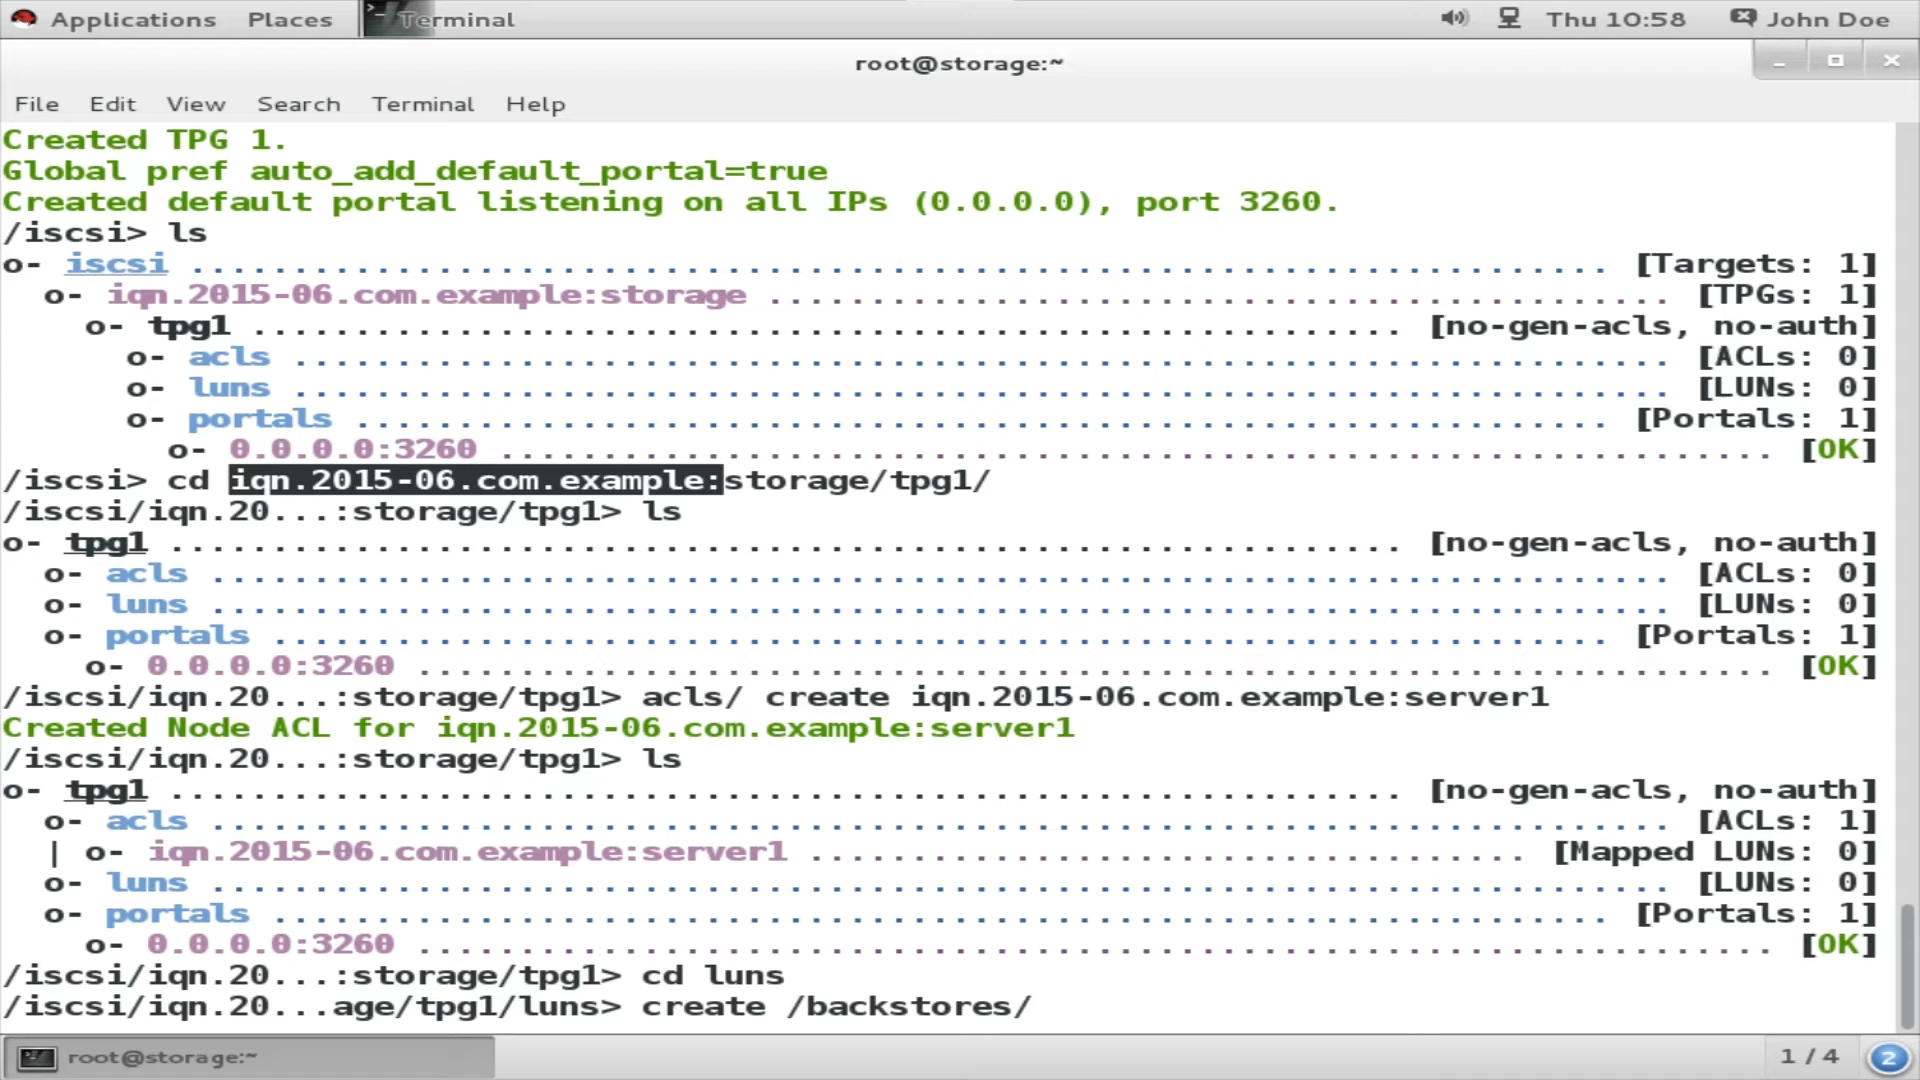 Applications Places Terminal Thu 10:58 John Doe
root@storage:~
File Edit View Search Terminal Help
Created TPG 1.
Global pref auto_add_default_portal=true
Created default portal listening on all IPs (0.0.0.0), port 3260.
/iscsi> ls
o- iscsi ..................................................................... [Targets: 1]
o- iqn.2015-06.com.example:storage ............................................ [TPGs: 1]
o- tpg1 ........................................................ [no-gen-acls, no-auth]
o- acls ................................................................... [ACLs: 0]
o- luns ................................................................... [LUNs: 0]
o- portals ............................................................. [Portals: 1]
o- 0.0.0.0:3260 .............................................................. [OK]
/iscsi> cd iqn.2015-06.com.example:storage/tpg1/
/iscsi/iqn.20...:storage/tpg1> ls
o- tpg1 ............................................................ [no-gen-acls, no-auth]
o- acls ....................................................................... [ACLs: 0]
o- luns ....................................................................... [LUNs: 0]
o- portals ................................................................. [Portals: 1]
o- 0.0.0.0:3260 .................................................................. [OK]
/iscsi/iqn.20...:storage/tpg1> acls/ create iqn.2015-06.com.example:server1
Created Node ACL for iqn.2015-06.com.example:server1
/iscsi/iqn.20...:storage/tpg1> ls
o- tpg1 ............................................................ [no-gen-acls, no-auth]
o- acls ....................................................................... [ACLs: 1]
| o- iqn.2015-06.com.example:server1 ................................... [Mapped LUNs: 0]
o- luns ....................................................................... [LUNs: 0]
o- portals ................................................................. [Portals: 1]
o- 0.0.0.0:3260 .................................................................. [OK]
/iscsi/iqn.20...:storage/tpg1> cd luns
/iscsi/iqn.20...age/tpg1/luns> create /backstores/
root@storage:~ 1 / 4 2